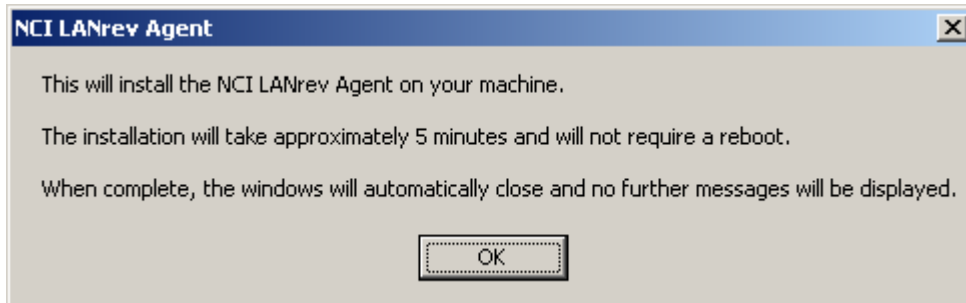 NCI LANrev Agent
This will install the NCI LANrev Agent on your machine.
The installation will take approximately 5 minutes and will not require a reboot.
When complete, the windows will automatically close and no further messages will be displayed.
OK